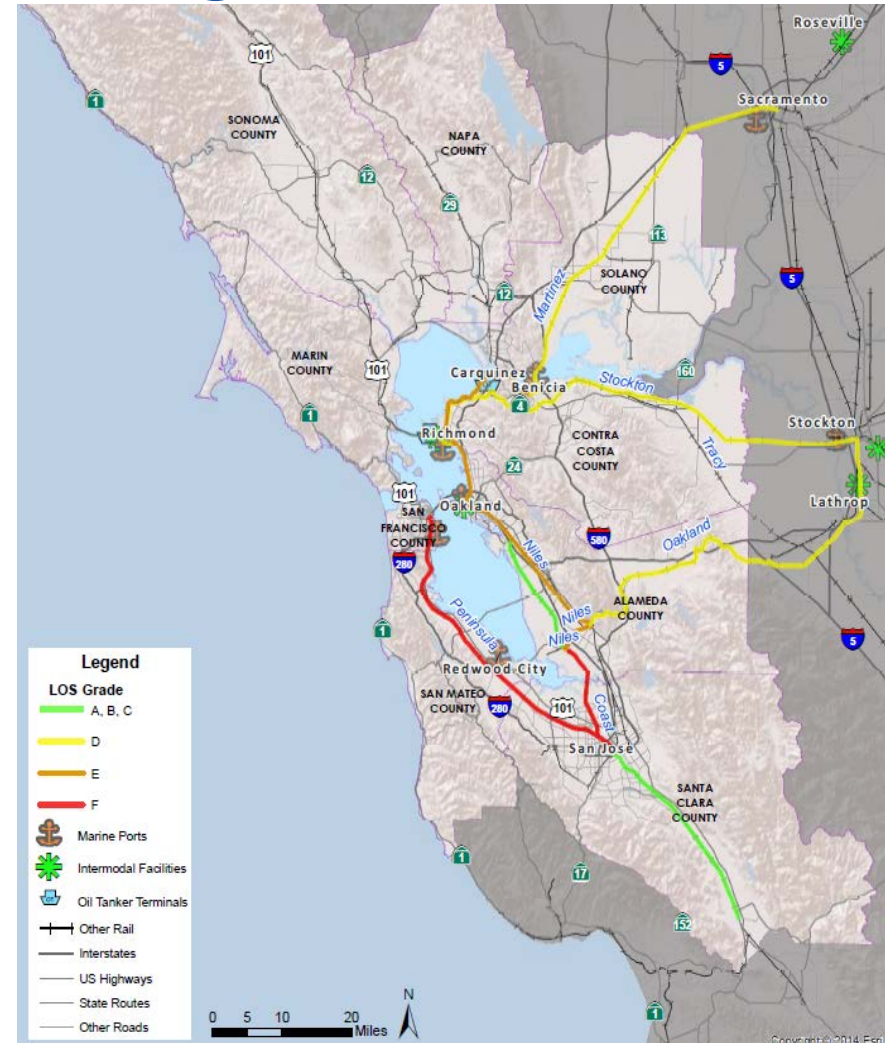 Roseville
101
5
1
Sacramento
SONOMA
COUNTY
NAPA
COUNTY
12
29
113
SOLANO
COUNTY
5
12
Martinez
MARIN
COUNTY
101
160
Carquinez
Benicia
Stockton
4
1
Richmond
Stockton
CONTRA
COSTA
COUNTY
Tracy
24
Lathrop
101
Oakland
SAN
FRANCISCO
COUNTY
Niles
580
Oakland
280
Niles
ALAMEDA
COUNTY
1
Niles
5
Peninsula
Redwood City
Coast
SAN MATEO
COUNTY
280
101
San Jose
SANTA
CLARA
COUNTY
1
17
152
1
Legend
LOS Grade
A, B, C
D
E
F
Marine Ports
Intermodal Facilities
Oil Tanker Terminals
Other Rail
Interstates
US Highways
State Routes
Other Roads
0 5 10 20
Miles
N
Copyright © 2014 Esri